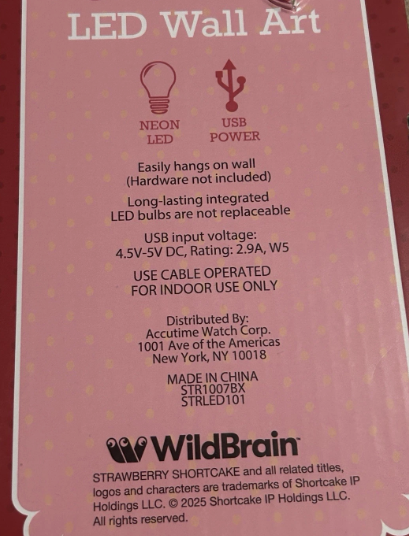 LED Wall Art
NEON
LED
USB
POWER
Easily hangs on wall
(Hardware not included)
Long-lasting integrated
LED bulbs are not replaceable
USB input voltage:
4.5V-5V DC, Rating: 2.9A, W5
USE CABLE OPERATED
FOR INDOOR USE ONLY
Distributed By:
Accutime Watch Corp.
1001 Ave of the Americas
New York, NY 10018
MADE IN CHINA
STR1007BX
STRLED101
WildBrain
STRAWBERRY SHORTCAKE and all related titles,
logos and characters are trademarks of Shortcake IP
Holdings LLC. © 2025 Shortcake IP Holdings LLC.
All rights reserved.